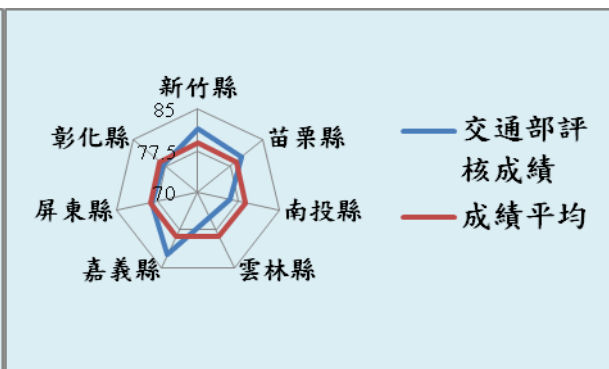 新竹縣
85
彰化縣
苗栗縣
77.5
70
屏東縣
南投縣
嘉義縣
雲林縣
交通部評
核成績
成績平均